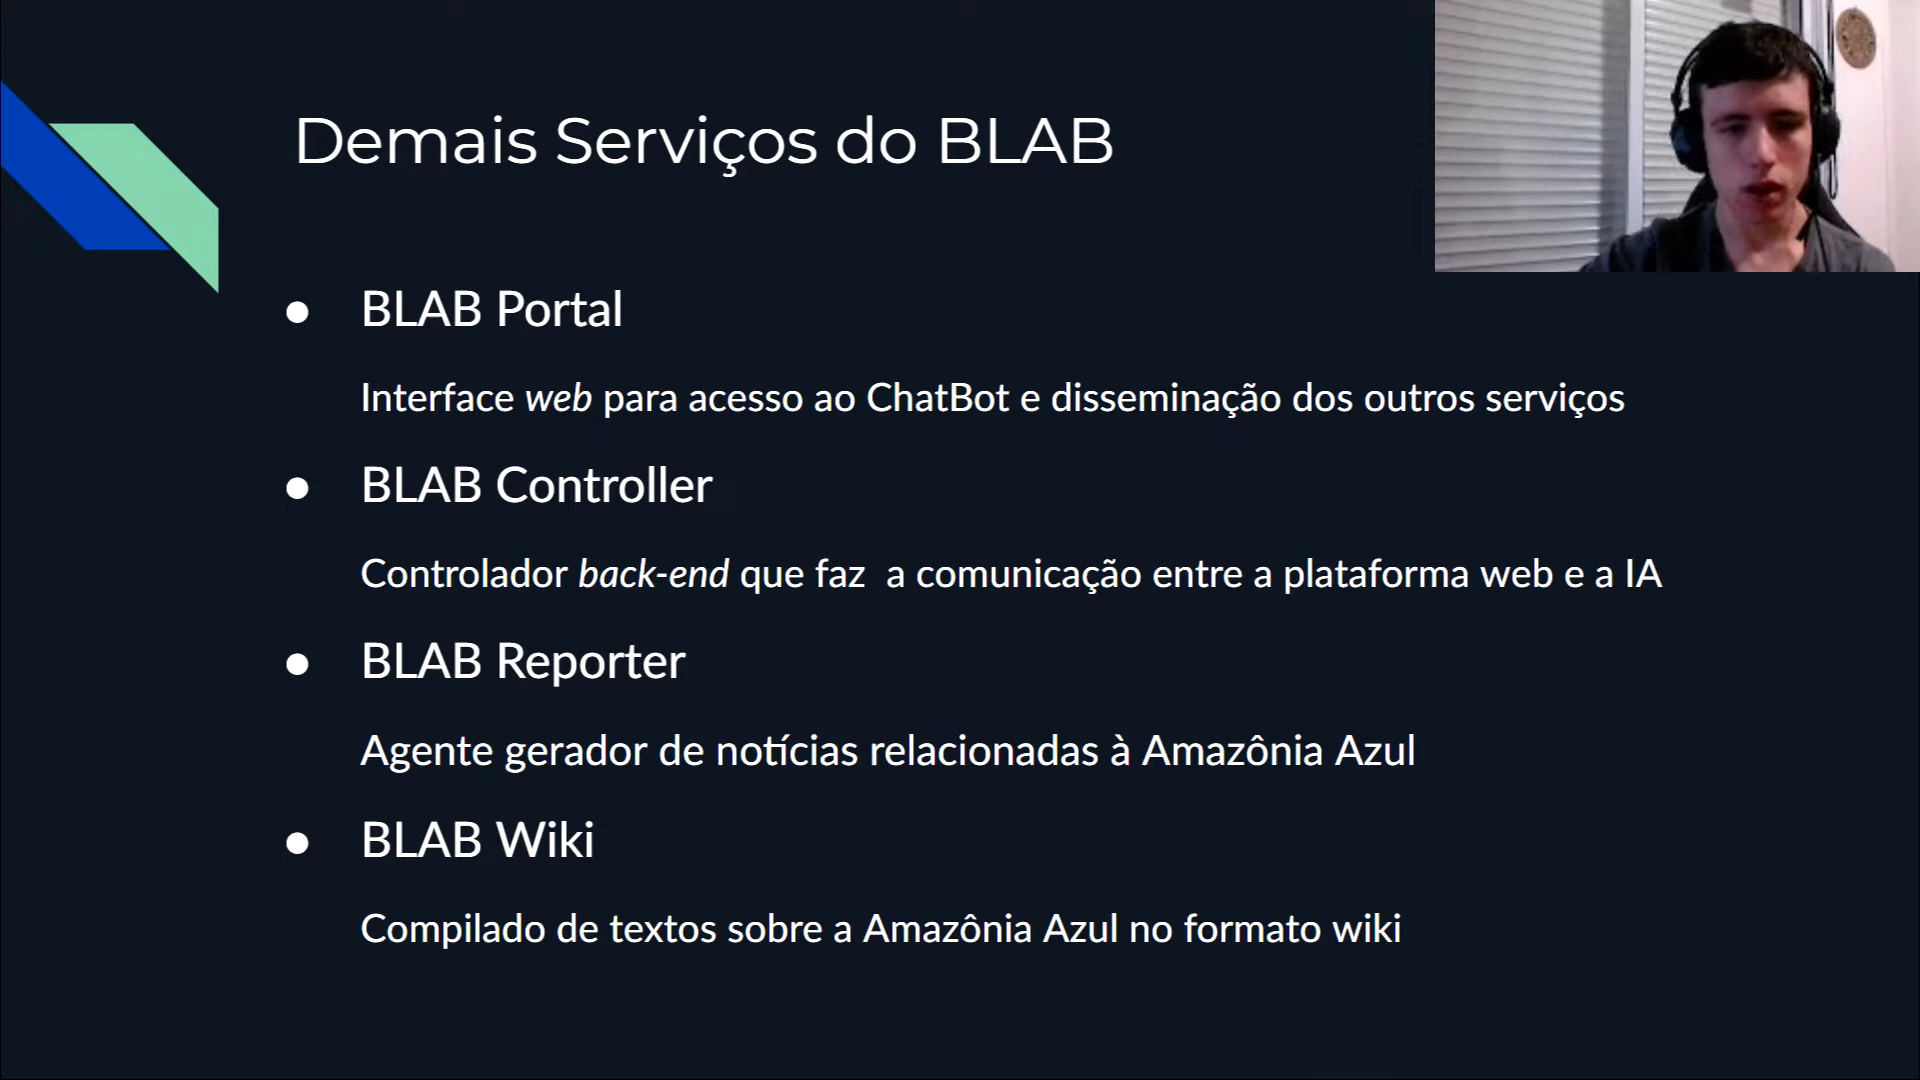 Demais Serviços do BLAB
● BLAB Portal
Interface web para acesso ao ChatBot e disseminação dos outros serviços
● BLAB Controller
Controlador back-end que faz  a comunicação entre a plataforma web e a IA
● BLAB Reporter
Agente gerador de notícias relacionadas à Amazônia Azul
● BLAB Wiki
Compilado de textos sobre a Amazônia Azul no formato wiki